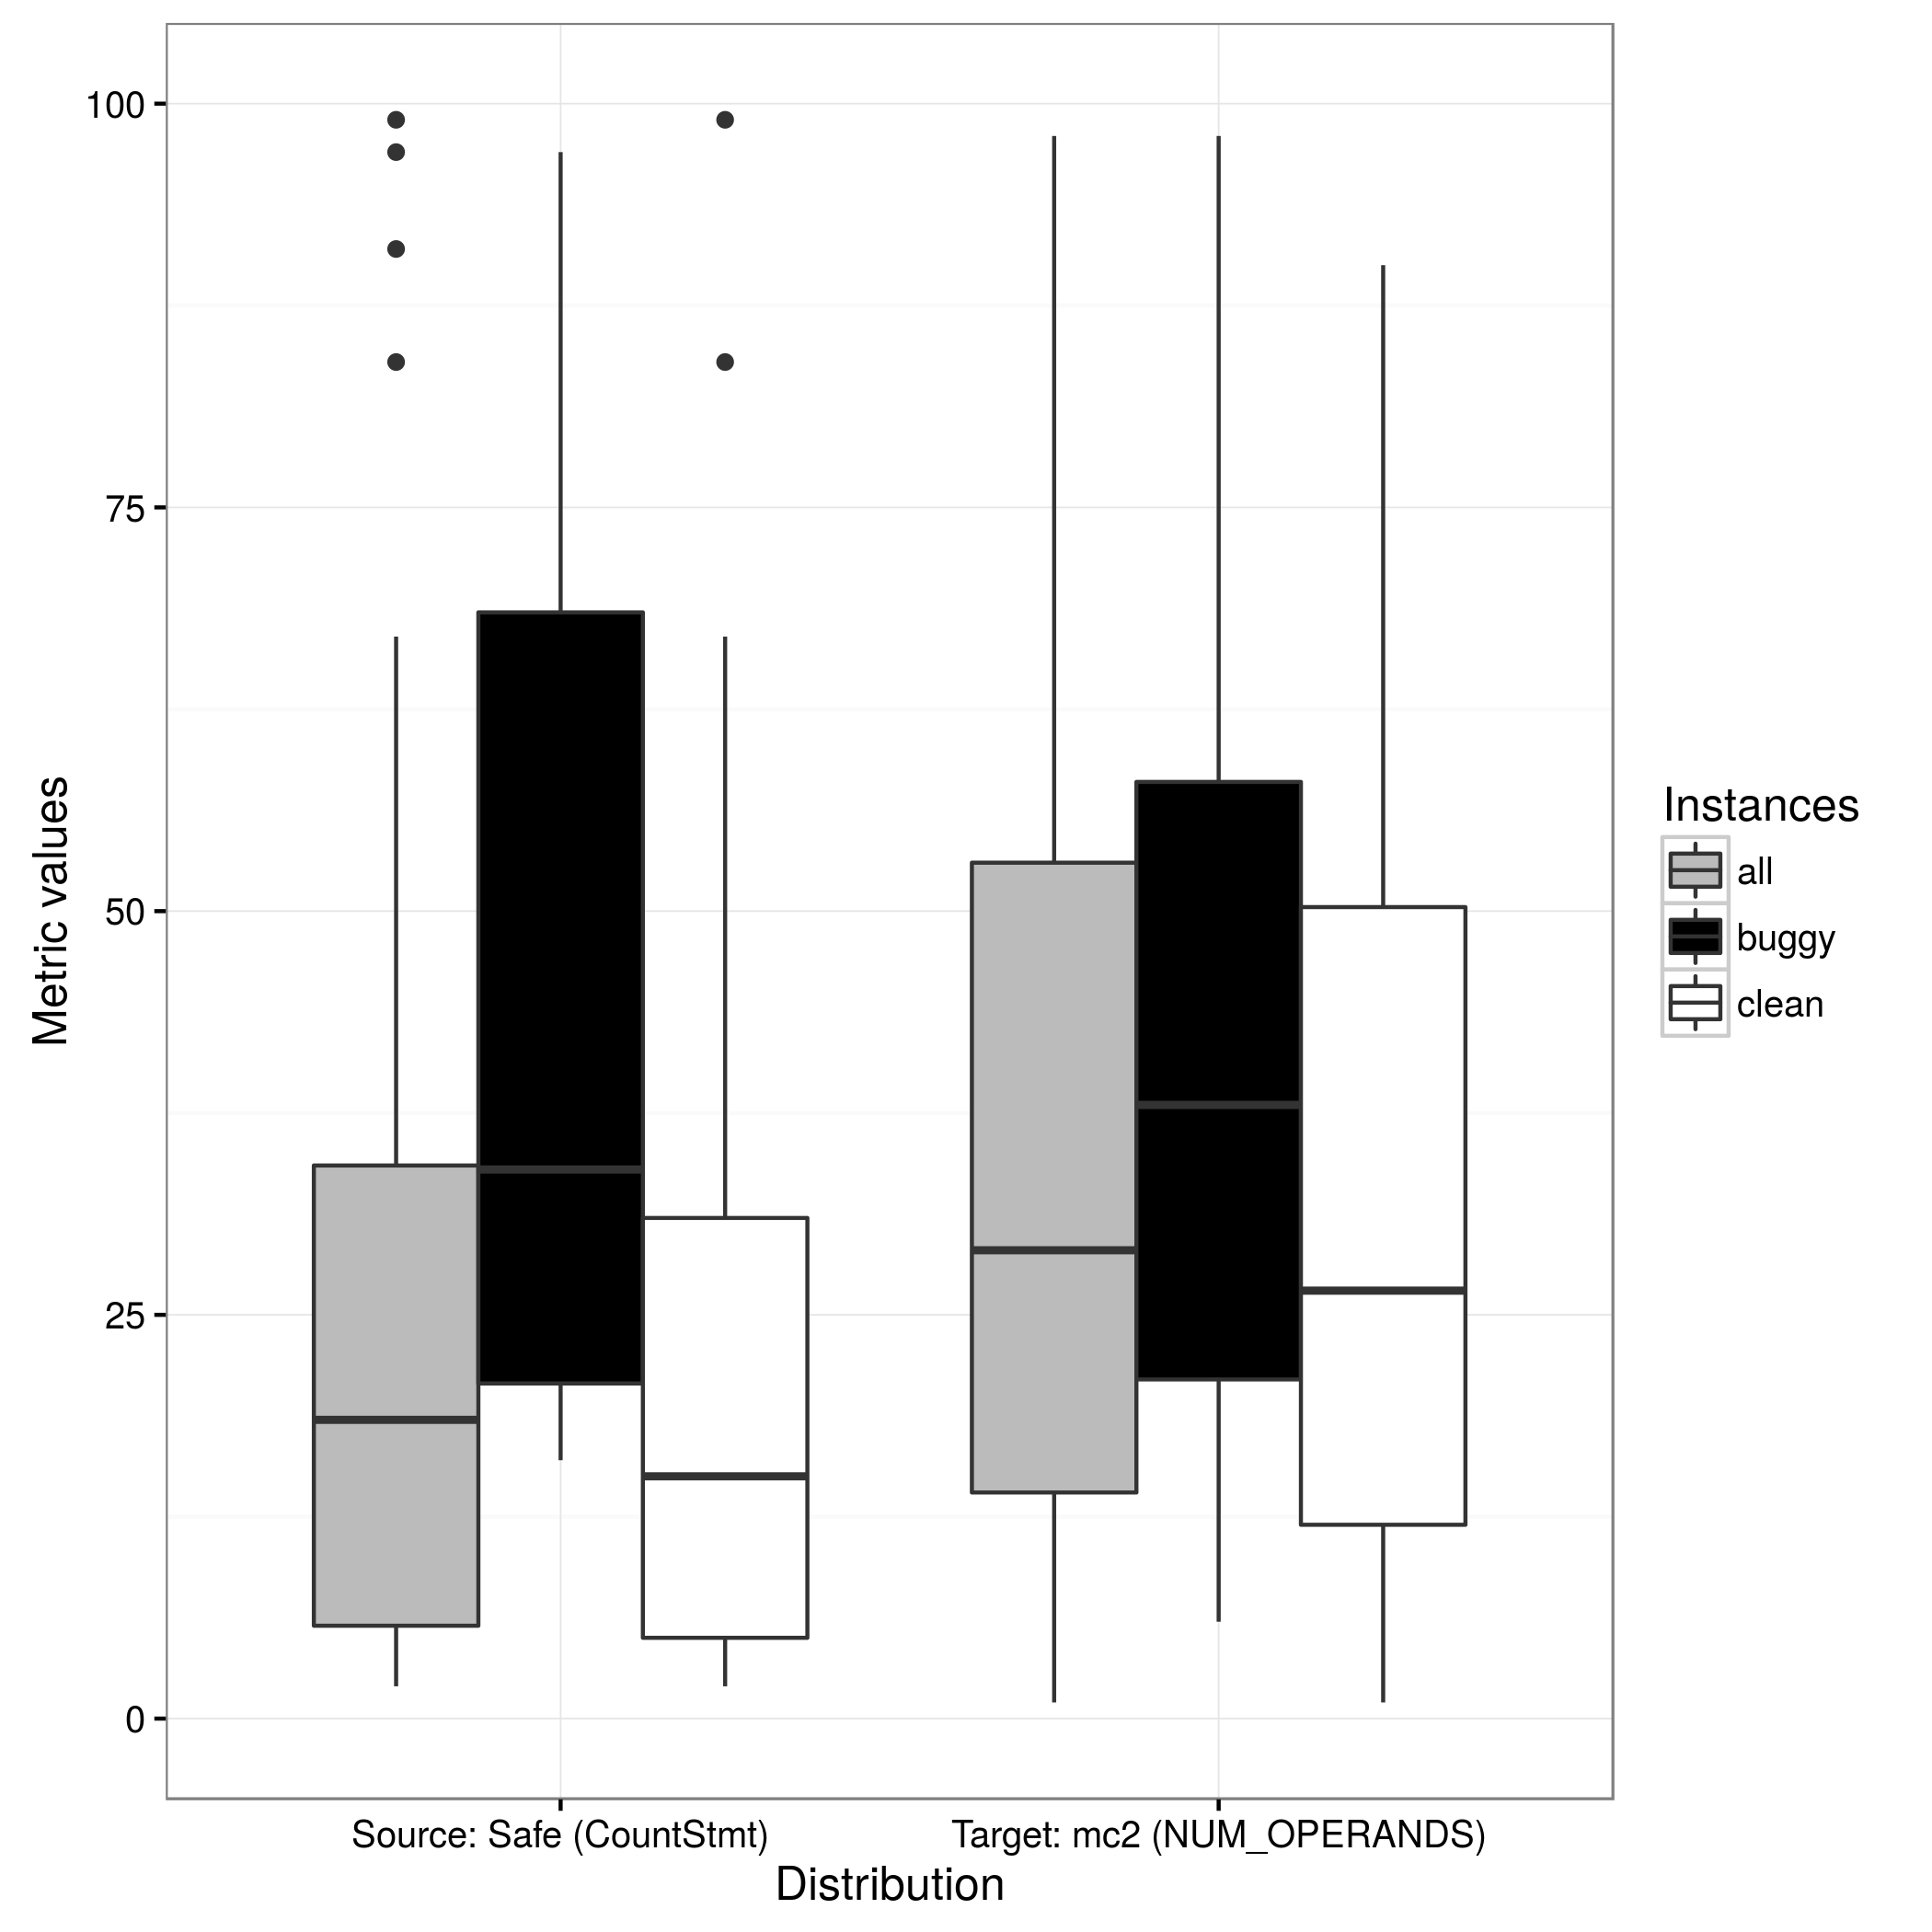 100
75
50
25
0
Metric values
Source: Safe (CountStmt)
Target: mc2 (NUM_OPERANDS)
Distribution
Instances
all
buggy
clean